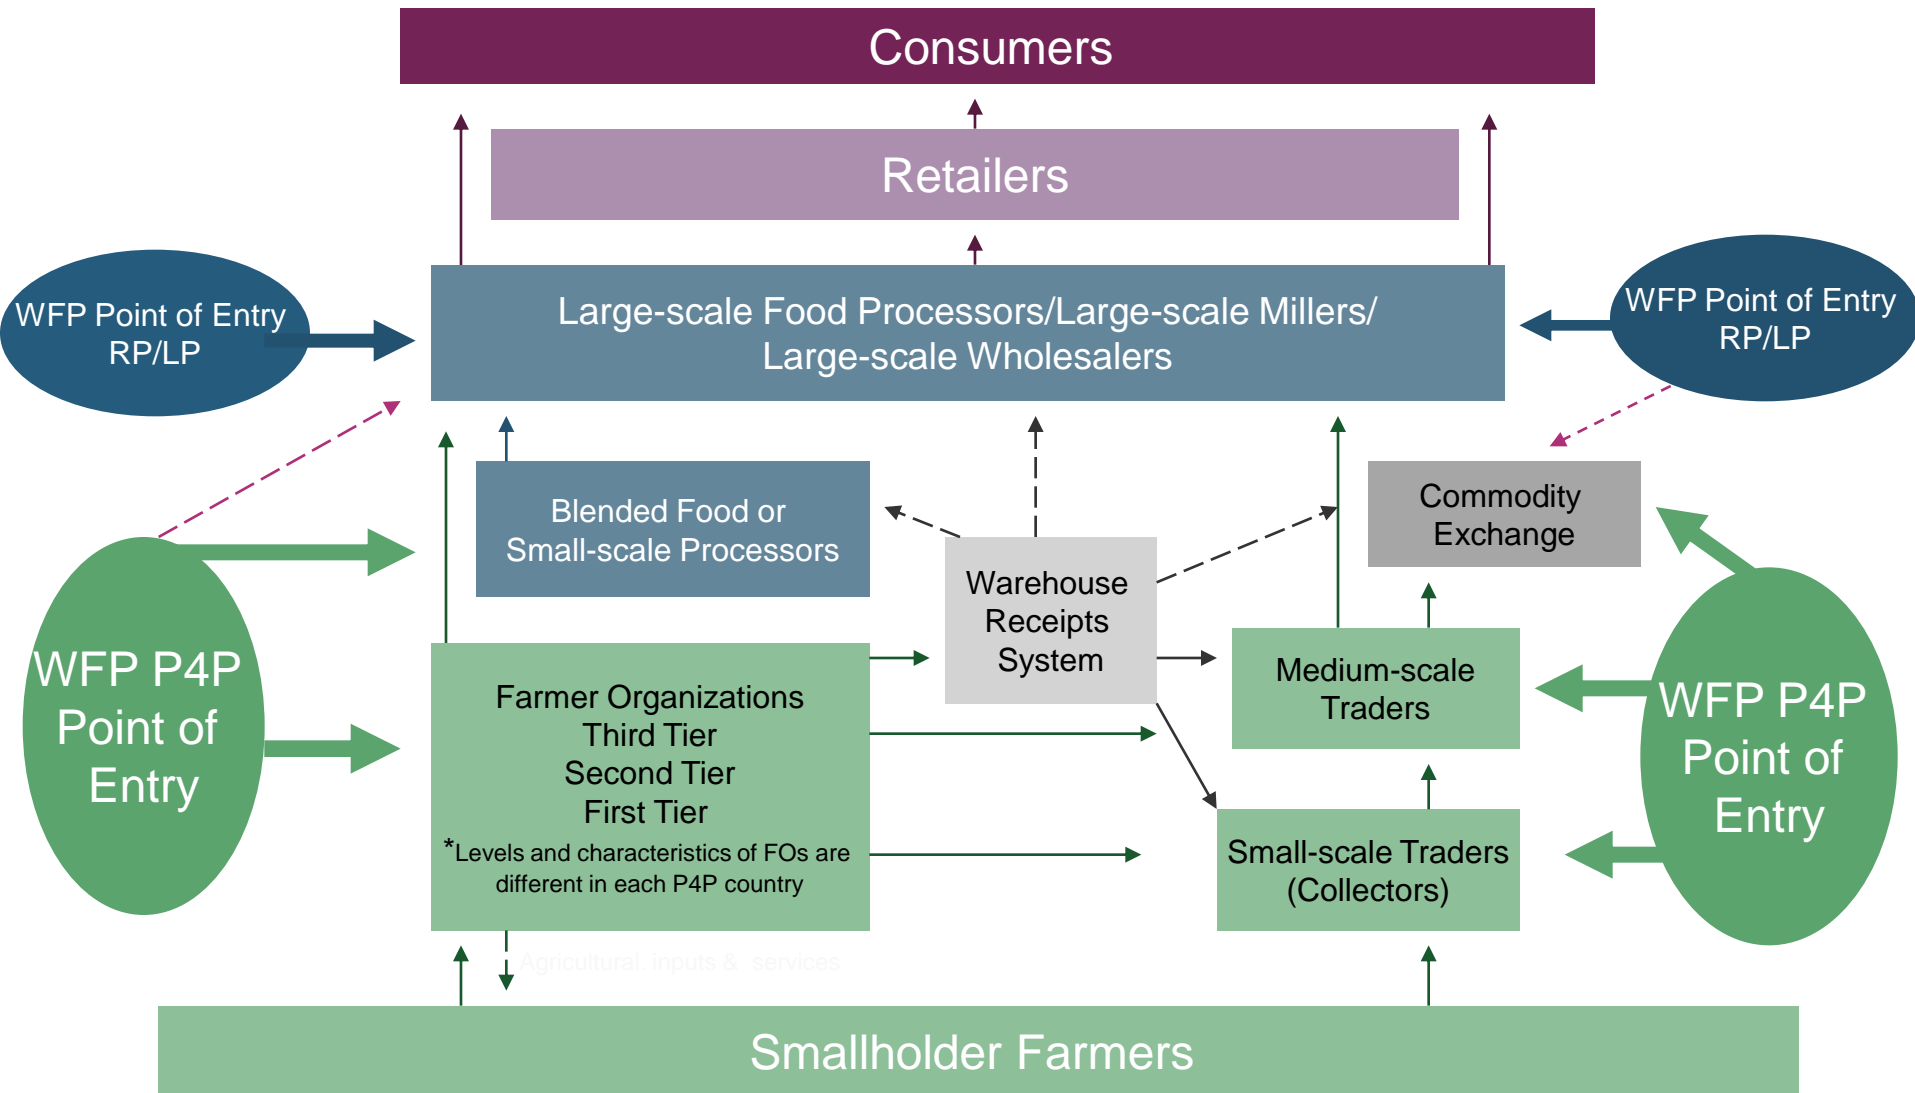 Consumers
Retailers
WFP Point of Entry
RP/LP
Large-scale Food Processors/Large-scale Millers/
Large-scale Wholesalers
WFP Point of Entry
RP/LP
Blended Food or
Small-scale Processors
Commodity
Exchange
Warehouse
Receipts
System
WFP P4P
Point of
Entry
Farmer Organizations
Third Tier
Second Tier
First Tier
*Levels and characteristics of FOs are
different in each P4P country
Medium-scale
Traders
WFP P4P
Point of
Entry
Small-scale Traders
(Collectors)
Agricultural. inputs & services
Smallholder Farmers